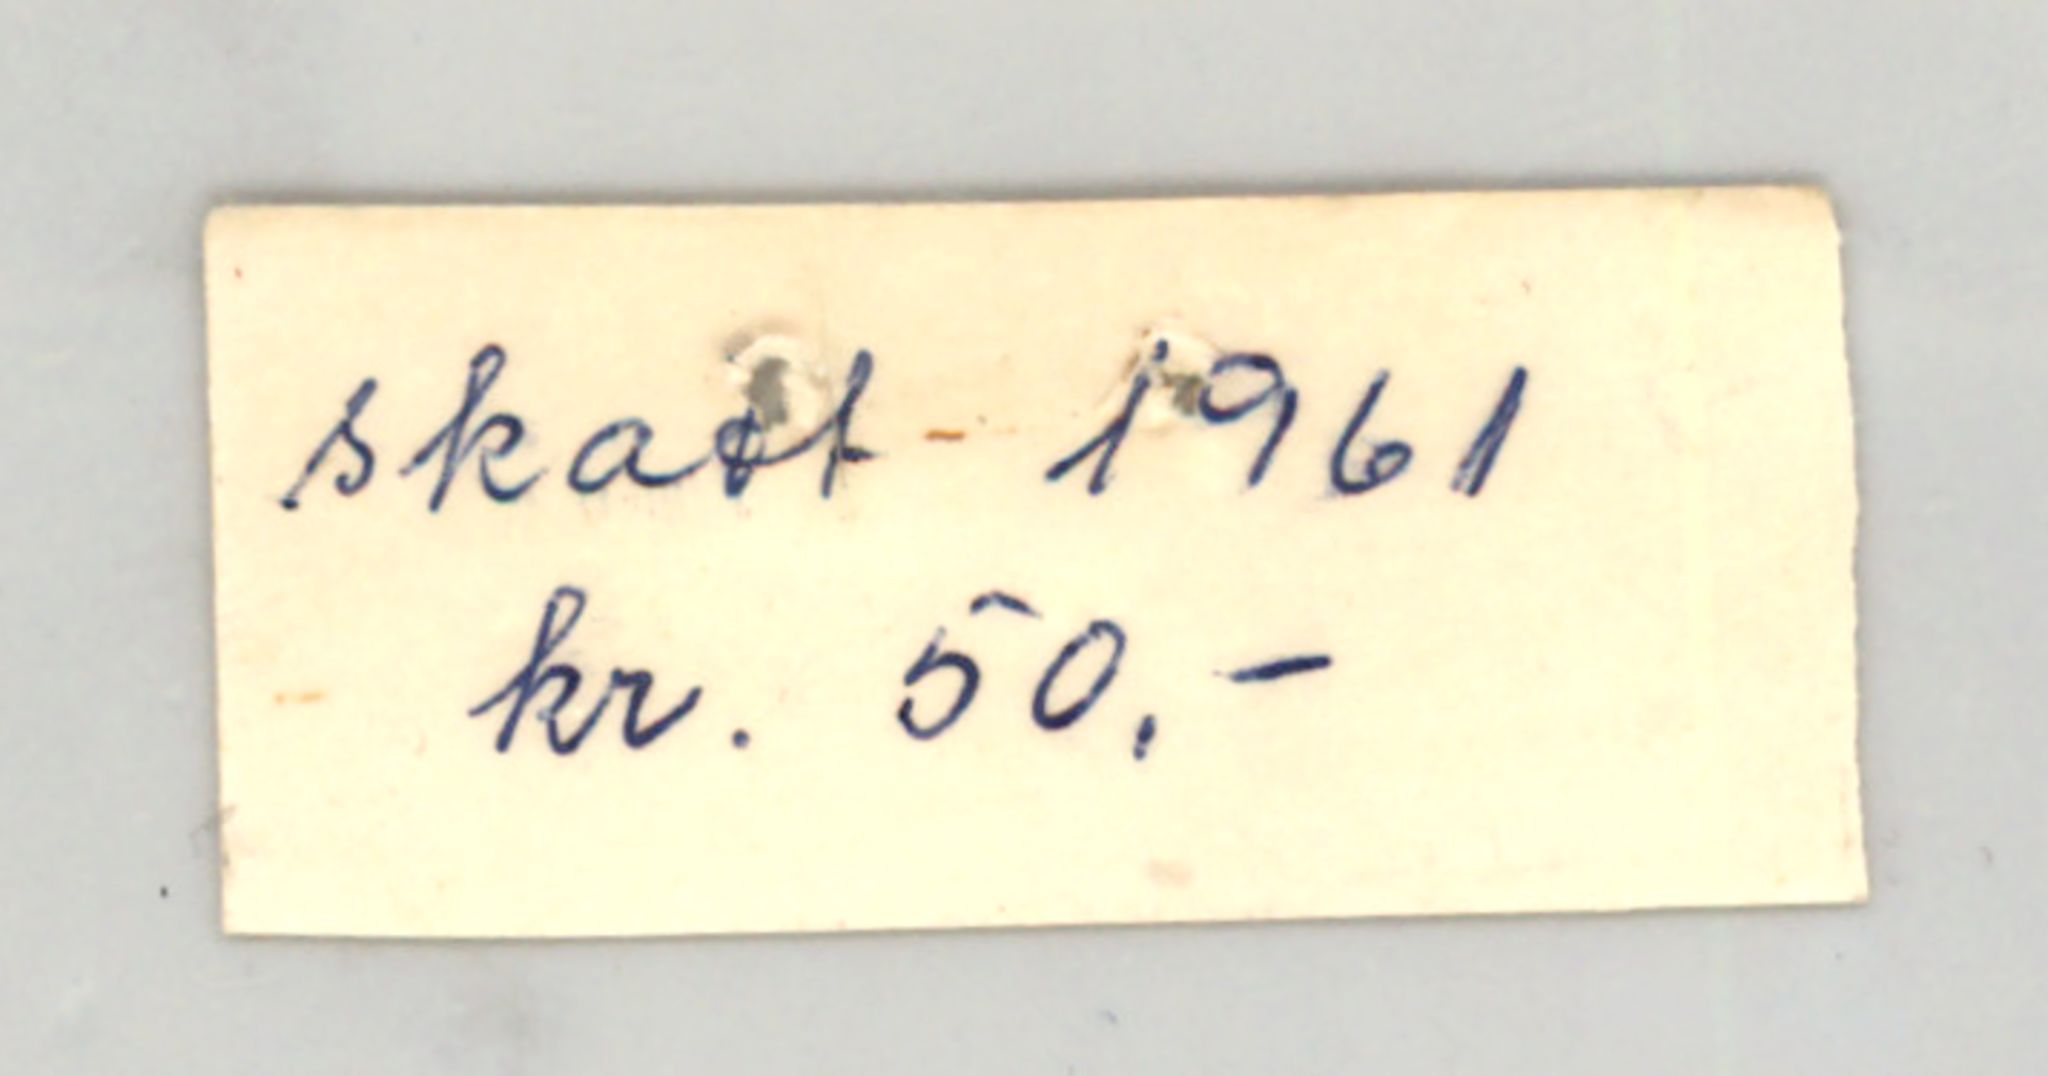 skatt - 1961
kr. 50,-